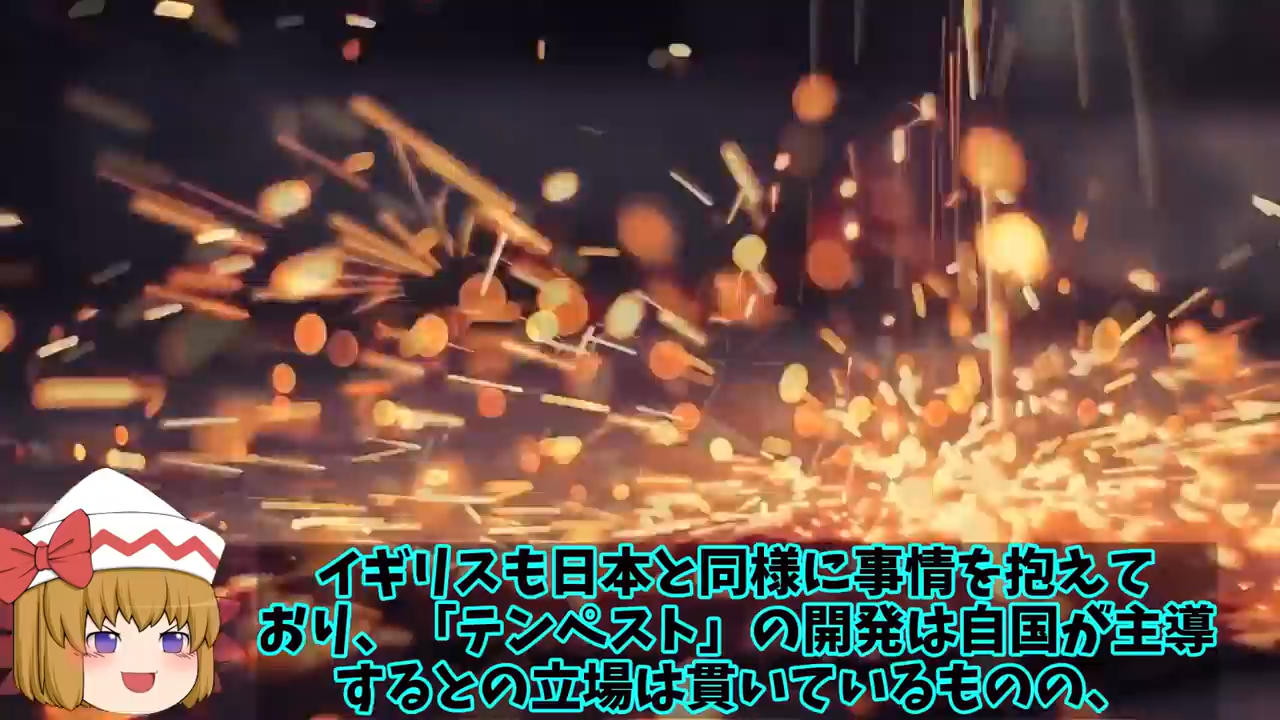 イギリスも日本と同様に事情を抱えて
おり、「テンペスト」の開発は自国が主導
するとの立場は貫いているものの、